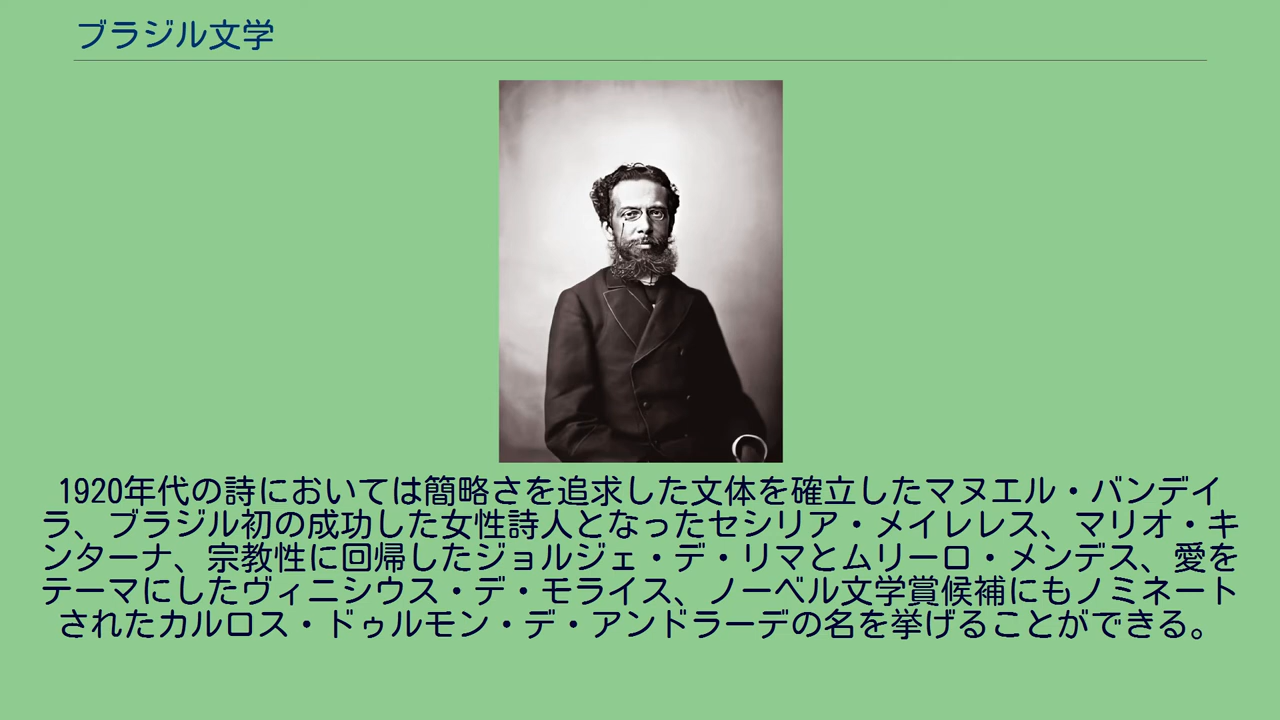 ブラジル文学
1920年代の詩においては簡略さを追求した文体を確立したマヌエル・バンデイ
ラ、ブラジル初の成功した女性詩人となったセシリア・メイレレス、マリオ・キ
ンターナ、宗教性に回帰したジョルジェ・デ・リマとムリーロ・メンデス、愛を
テーマにしたヴィニシウス・デ・モライス、ノーベル文学賞候補にもノミネート
されたカルロス・ドゥルモン・デ・アンドラーデの名を挙げることができる。